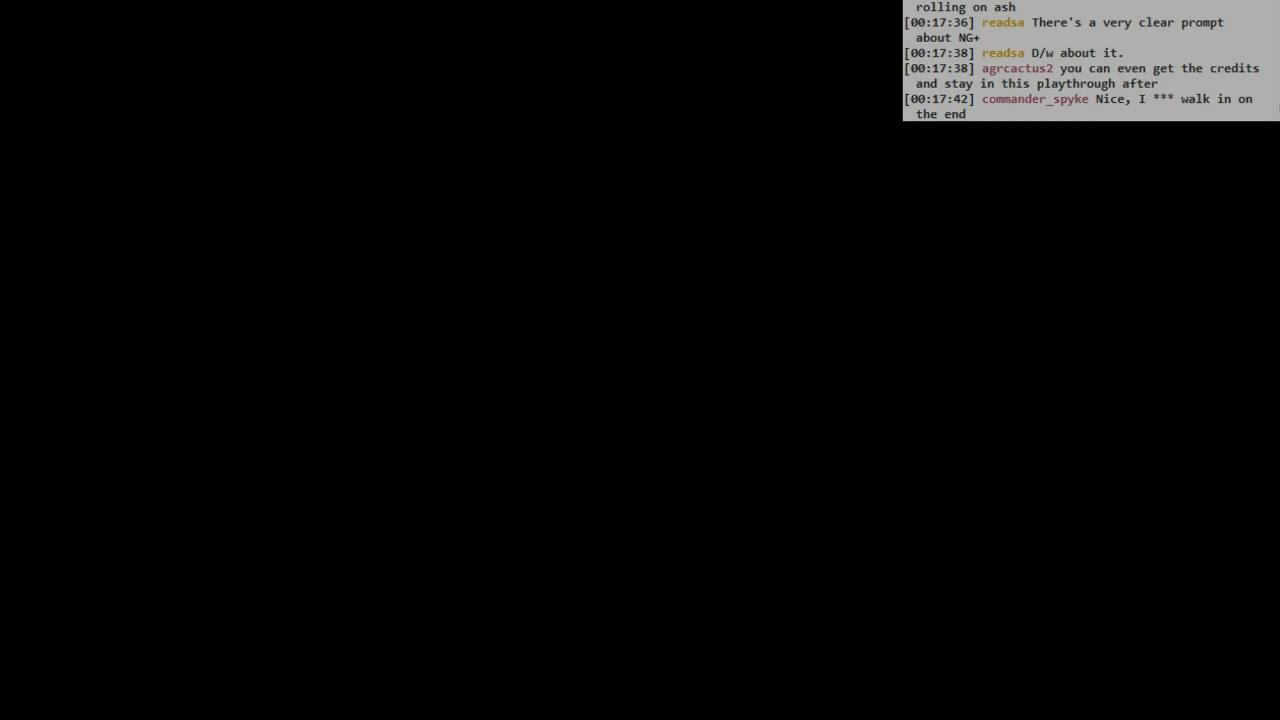 rolling on ash
[00:17:36] readsa There's a very clear prompt
about NG+
[00:17:38] readsa D/w about it.
[00:17:38] agrcactus2 you can even get the credits
and stay in this playthrough after
[00:17:42] commander_spyke Nice, I *** walk in on
the end